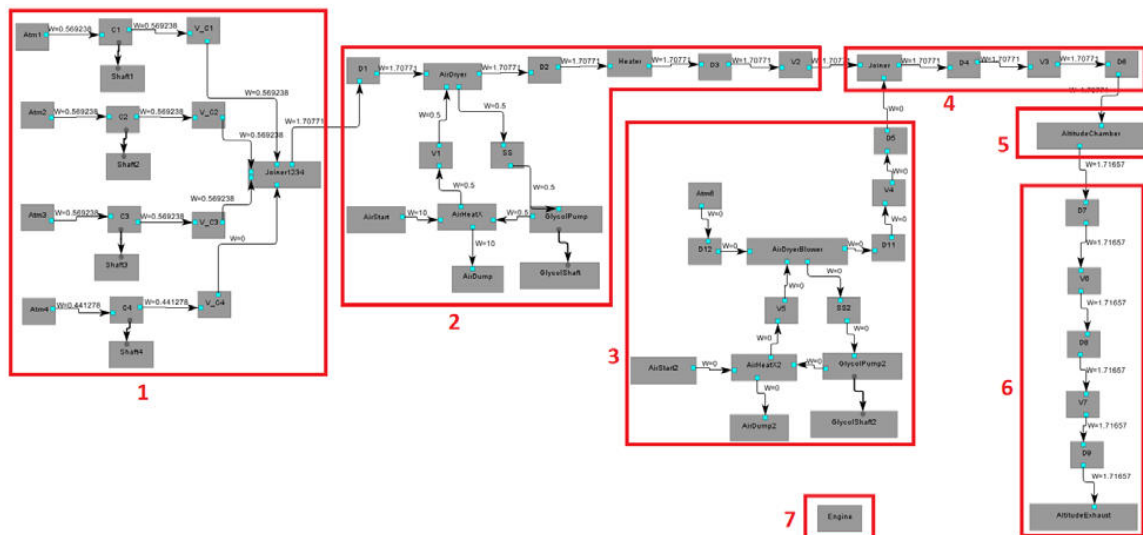 Atm1 W=0.569238 C1 W=0.569238 V_C1
Shaft1
W=0.569238
Atm2 W=0.569238 C2 W=0.569238 V_C2
Shaft2
Joiner1234
W=0.569238
Atm3 W=0.569238 C3 W=0.569238 V_C3
Shaft3
W=0
Atm4 W=0.441278 C4 W=0.441278 V_C4
Shaft4
1
W=1.70771
D1 W=1.70771 AirDryer W=1.70771 D2 W=1.70771 Heater W=1.70771 D3 W=1.70771 V2 W=1.70771
W=0.5 W=0.5
V1 SS
W=0.5 W=0.5
AirStart W=10 AirHeatX W=0.5 GlycolPump
W=10
AirDump GlycolShaft
2
D5
W=0
V4
W=0
D12 W=0 AirDryerBlower W=0 D11
W=0
W=0 W=0
V5 SS2
W=0 W=0
AirStart2 W=0 AirHeatX2 W=0 GlycolPump2
W=0
AirDump2 GlycolShaft2
3
Joiner W=1.70771 D4 W=1.70771 V3 W=1.70771
W=0
W=1.70771
4
AltitudeChamber
5
W=1.71657
D7
W=1.71657
W=1.71657
D8
W=1.71657
V7
W=1.71657
D9
W=1.71657
AltitudeExhaust
6
Engine
7